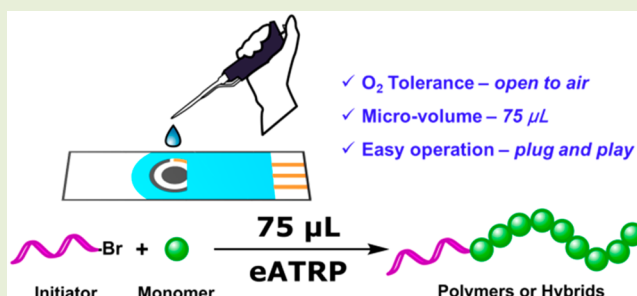 ✓ O₂ Tolerance – open to air
✓ Micro-volume – 75 µL
✓ Easy operation – plug and play
Br + 75 µL
eATRP
Initiator Monomer Polymers or Hybrids